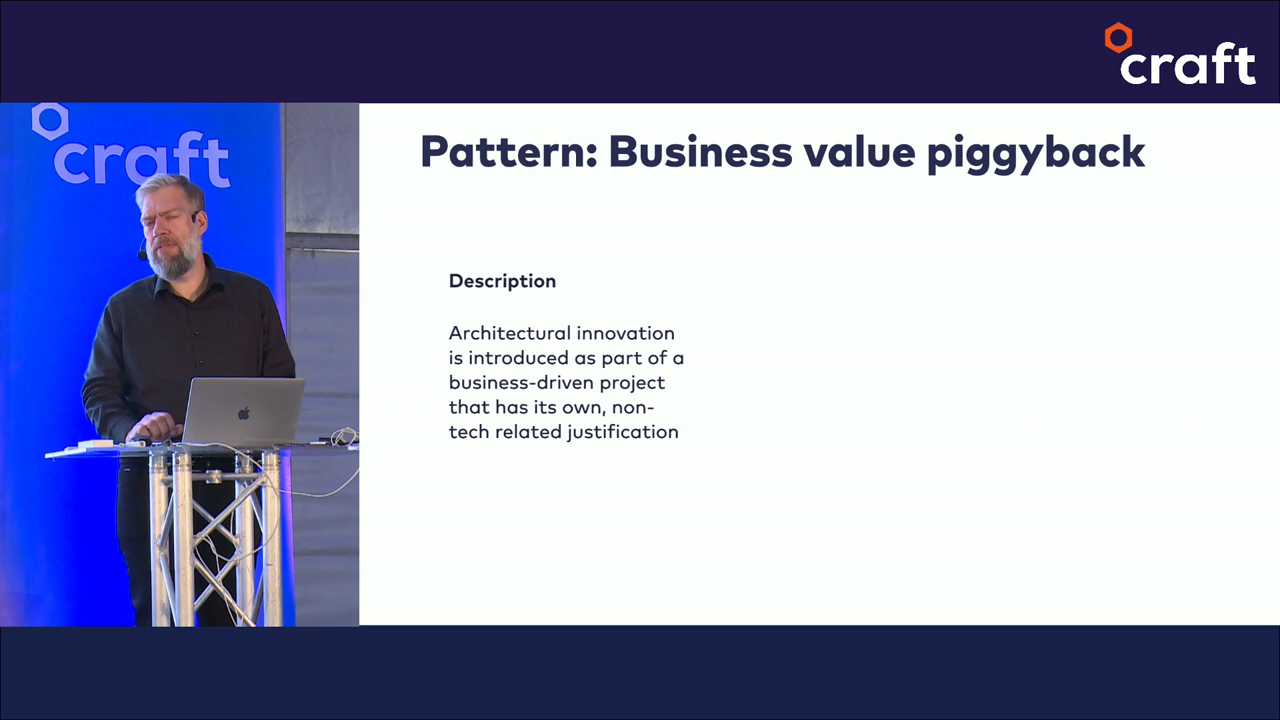 craft
craft
Pattern: Business value piggyback
Description
Architectural innovation
is introduced as part of a
business-driven project
that has its own, non-
tech related justification